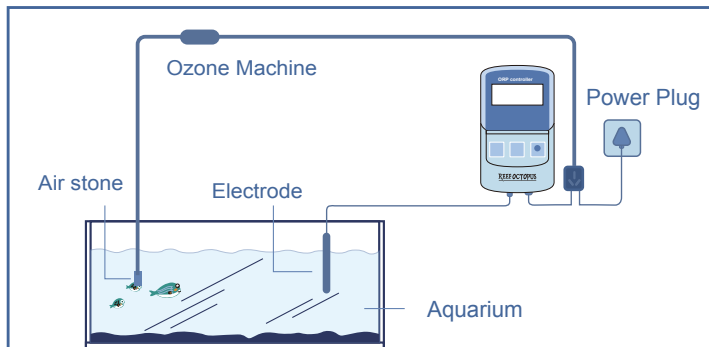 Ozone Machine
ORP controller
Power Plug
Air stone
Electrode
REEF OCTOPUS
Aquarium